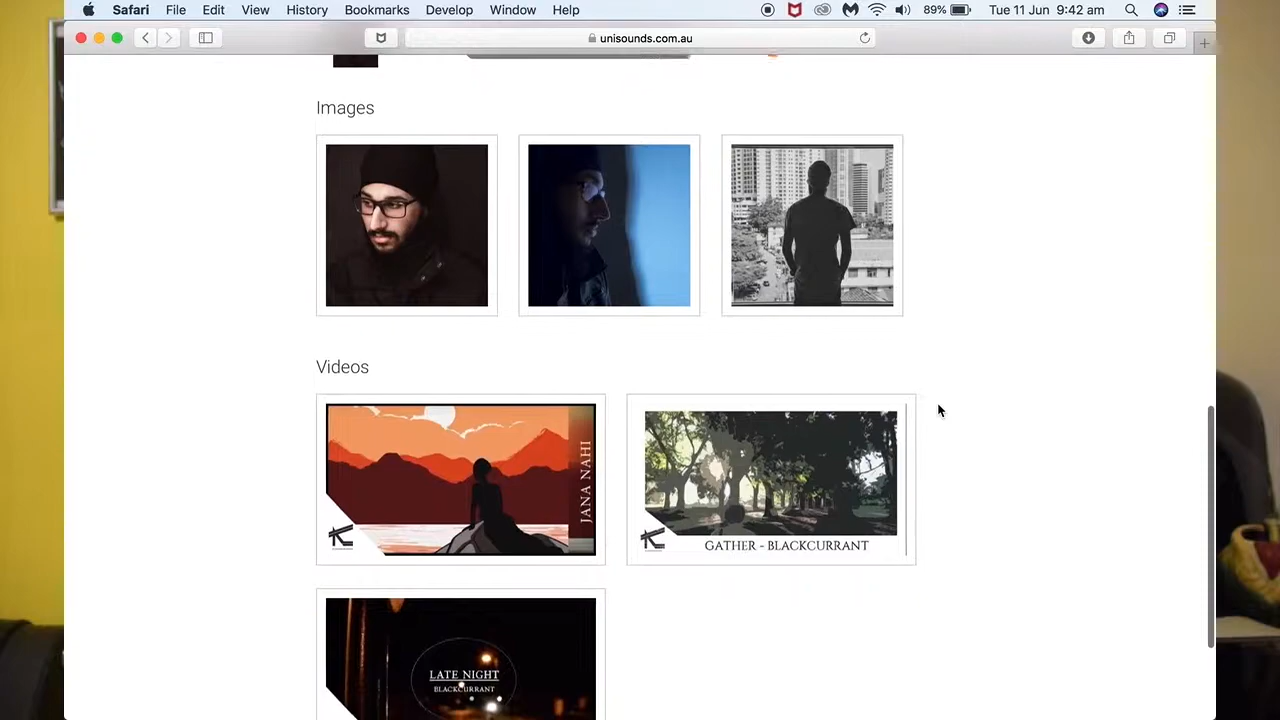 Safari File Edit View History Bookmarks Develop Window Help 89% Tue 11 Jun 9:42 am
unisounds.com.au
Images
Videos
JANA NAHI
GATHER - BLACKCURRANT
LATE NIGHT
BLACKCURRANT